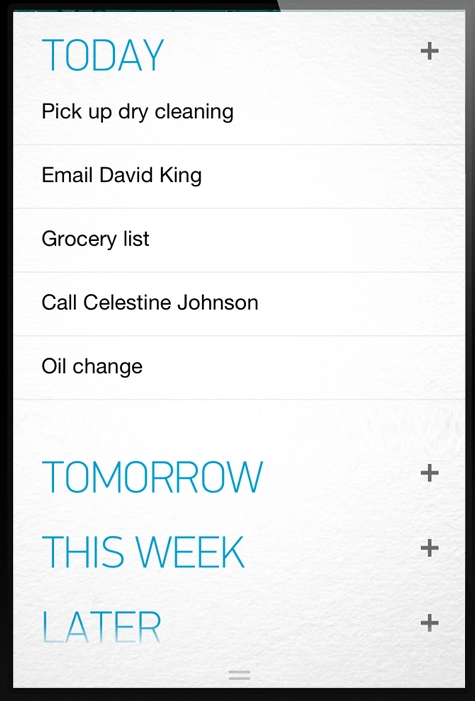 TODAY
Pick up dry cleaning
Email David King
Grocery list
Call Celestine Johnson
Oil change
TOMORROW
THIS WEEK
LATER